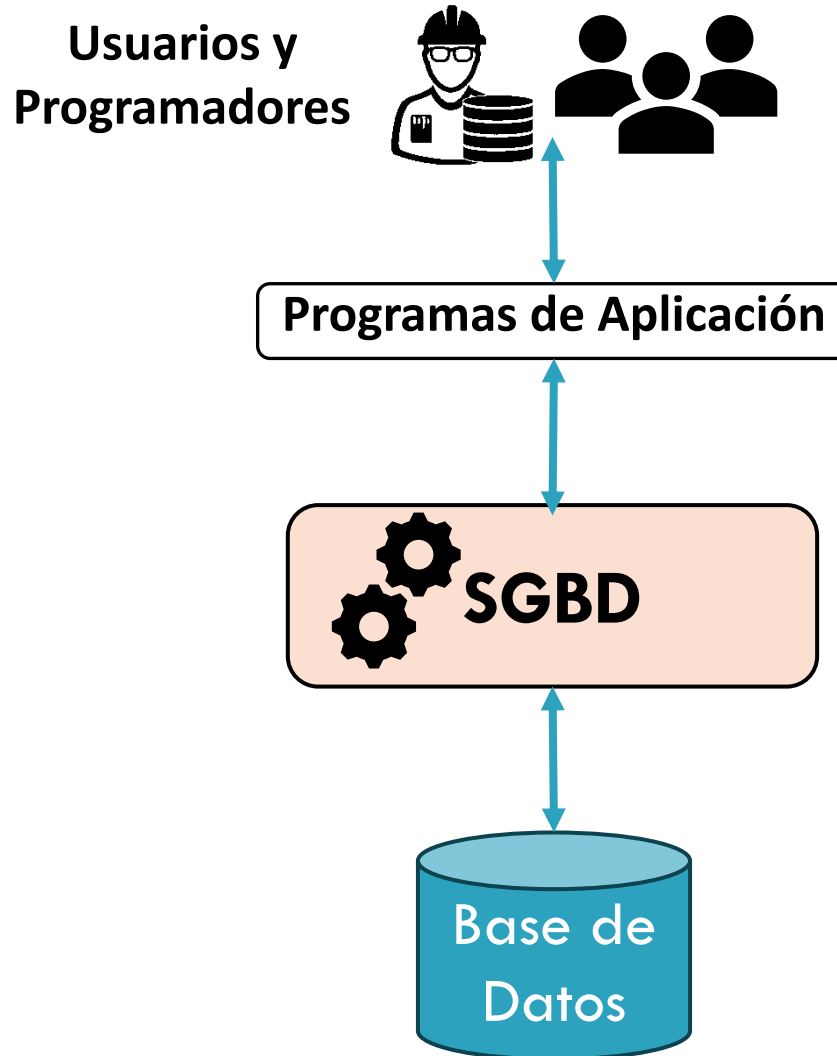 Usuarios y
Programadores
Programas de Aplicación
SGBD
Base de
Datos